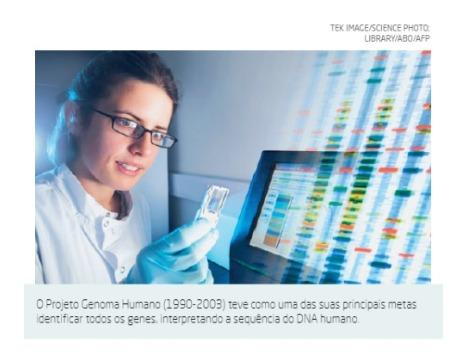 TEK IMAGE/SCIENCE PHOTO;
LIBRARY/ABO/AFP
O Projeto Genoma Humano (1990-2003) teve como uma das suas principais metas
identificar todos os genes, interpretando a sequência do DNA humano.